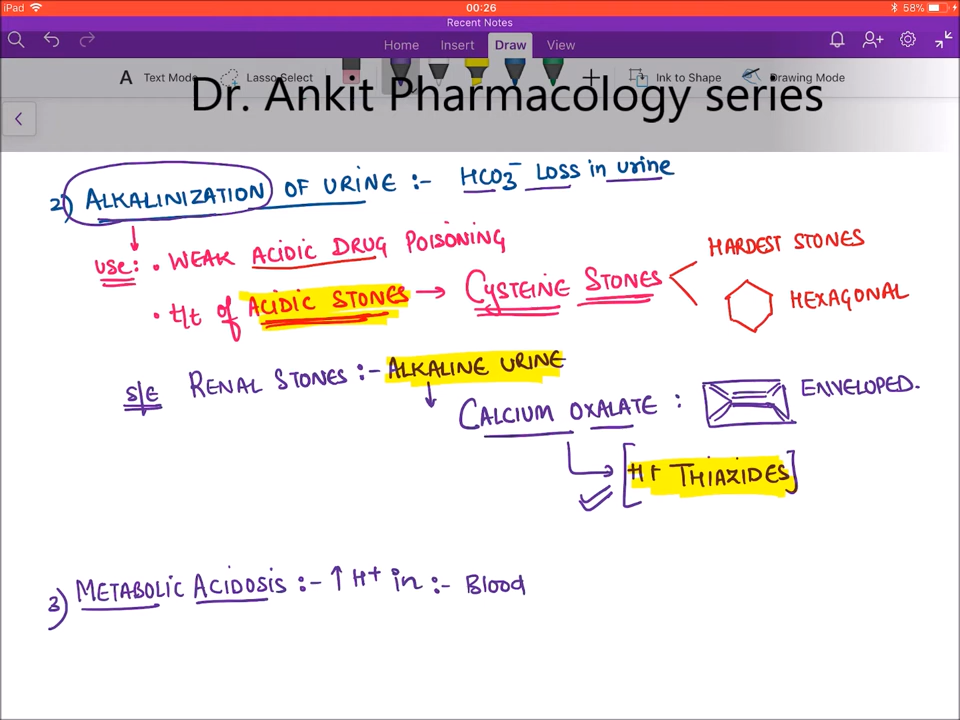 iPad 00:26 58%
Recent Notes
Home Insert Draw View
A Text Mode Lasso Select Ink to Shape Drawing Mode
Dr. Ankit Pharmacology series
2) ALKALINIZATION OF URINE :- HCO3- LOSS in urine
USE: • WEAK ACIDIC DRUG POISONING
• t/t of ACIDIC STONES → CYSTEINE STONES
HARDEST STONES
HEXAGONAL
S/E RENAL STONES :- ALKALINE URINE
CALCIUM OXALATE : ENVELOPED.
[THIAZIDES]
3) METABOLIC ACIDOSIS :- ↑ H+ in :- Blood